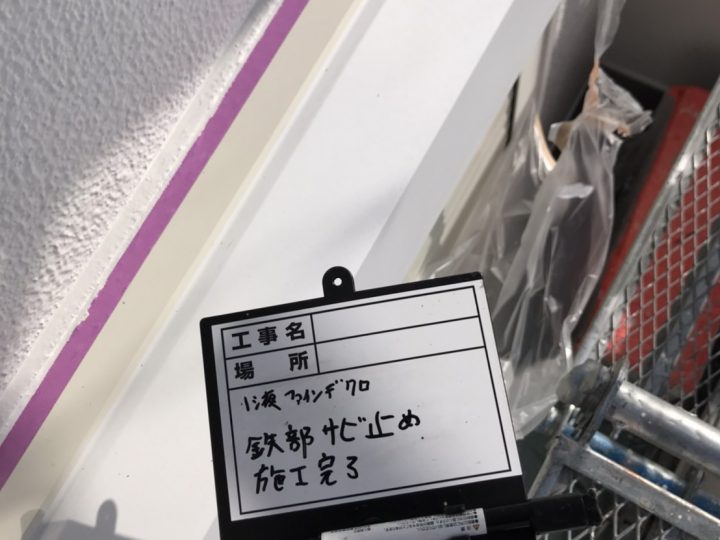 工事名
場所
1液ファインデクロ
鉄部サビ止め
施工完了